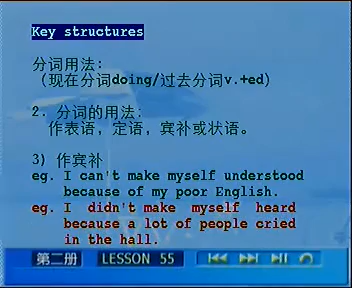 Key structures
分词用法:
(现在分词doing/过去分词v.+ed)
2. 分词的用法:
作表语, 定语, 宾补或状语。
3) 作宾补
eg. I can't make myself understood
because of my poor English.
eg. I didn't make myself heard
because a lot of people cried
in the hall.
第二册 LESSON 55